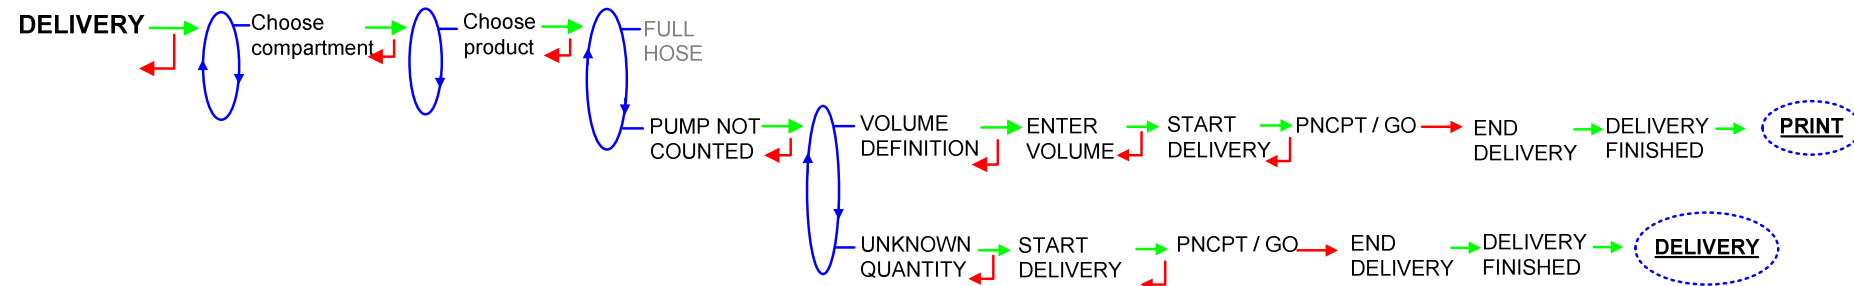 DELIVERY
Choose
compartment
Choose
product
FULL
HOSE
PUMP NOT
COUNTED
VOLUME
DEFINITION
ENTER
VOLUME
START
DELIVERY
PNCPT / GO
END
DELIVERY
DELIVERY
FINISHED
PRINT
UNKNOWN
QUANTITY
START
DELIVERY
PNCPT / GO
END
DELIVERY
DELIVERY
FINISHED
DELIVERY